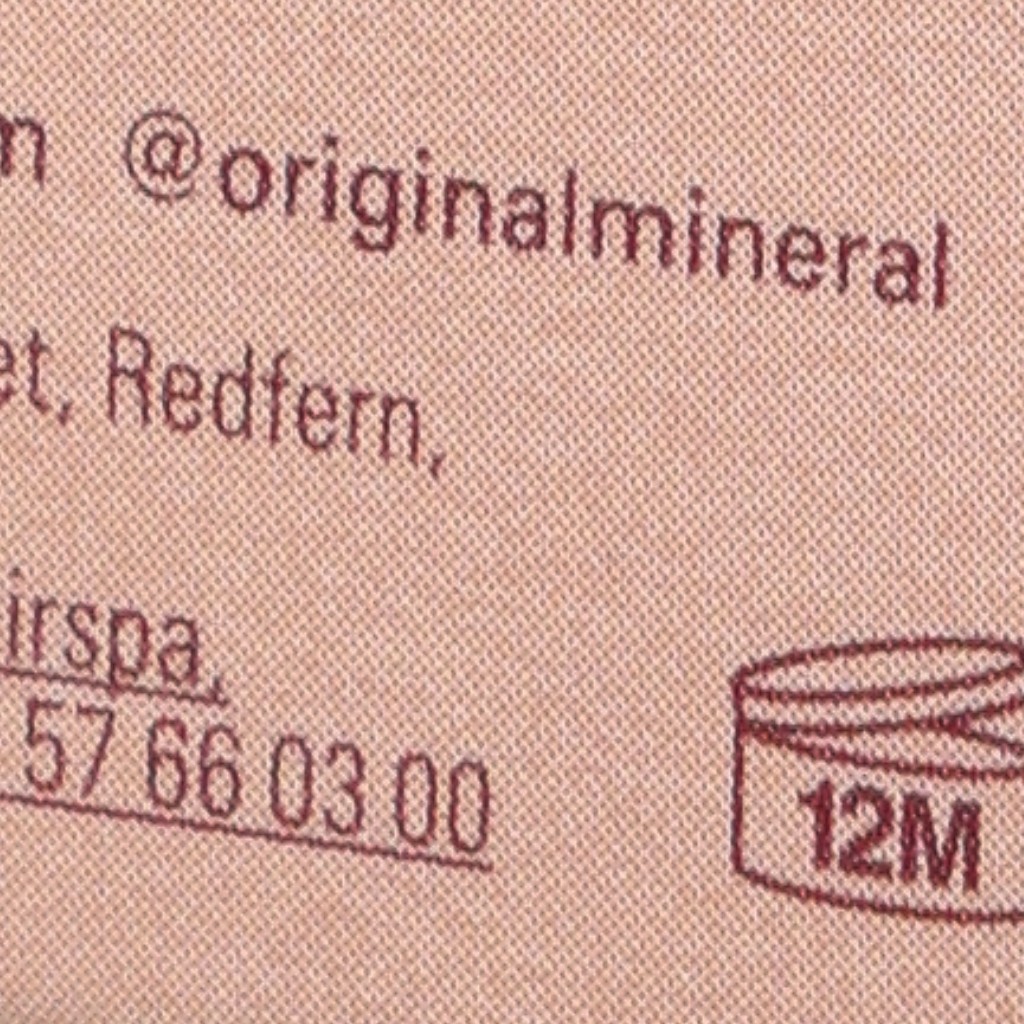 m @originalmineral
et, Redfern,
irspa,
57 66 03 00
12M